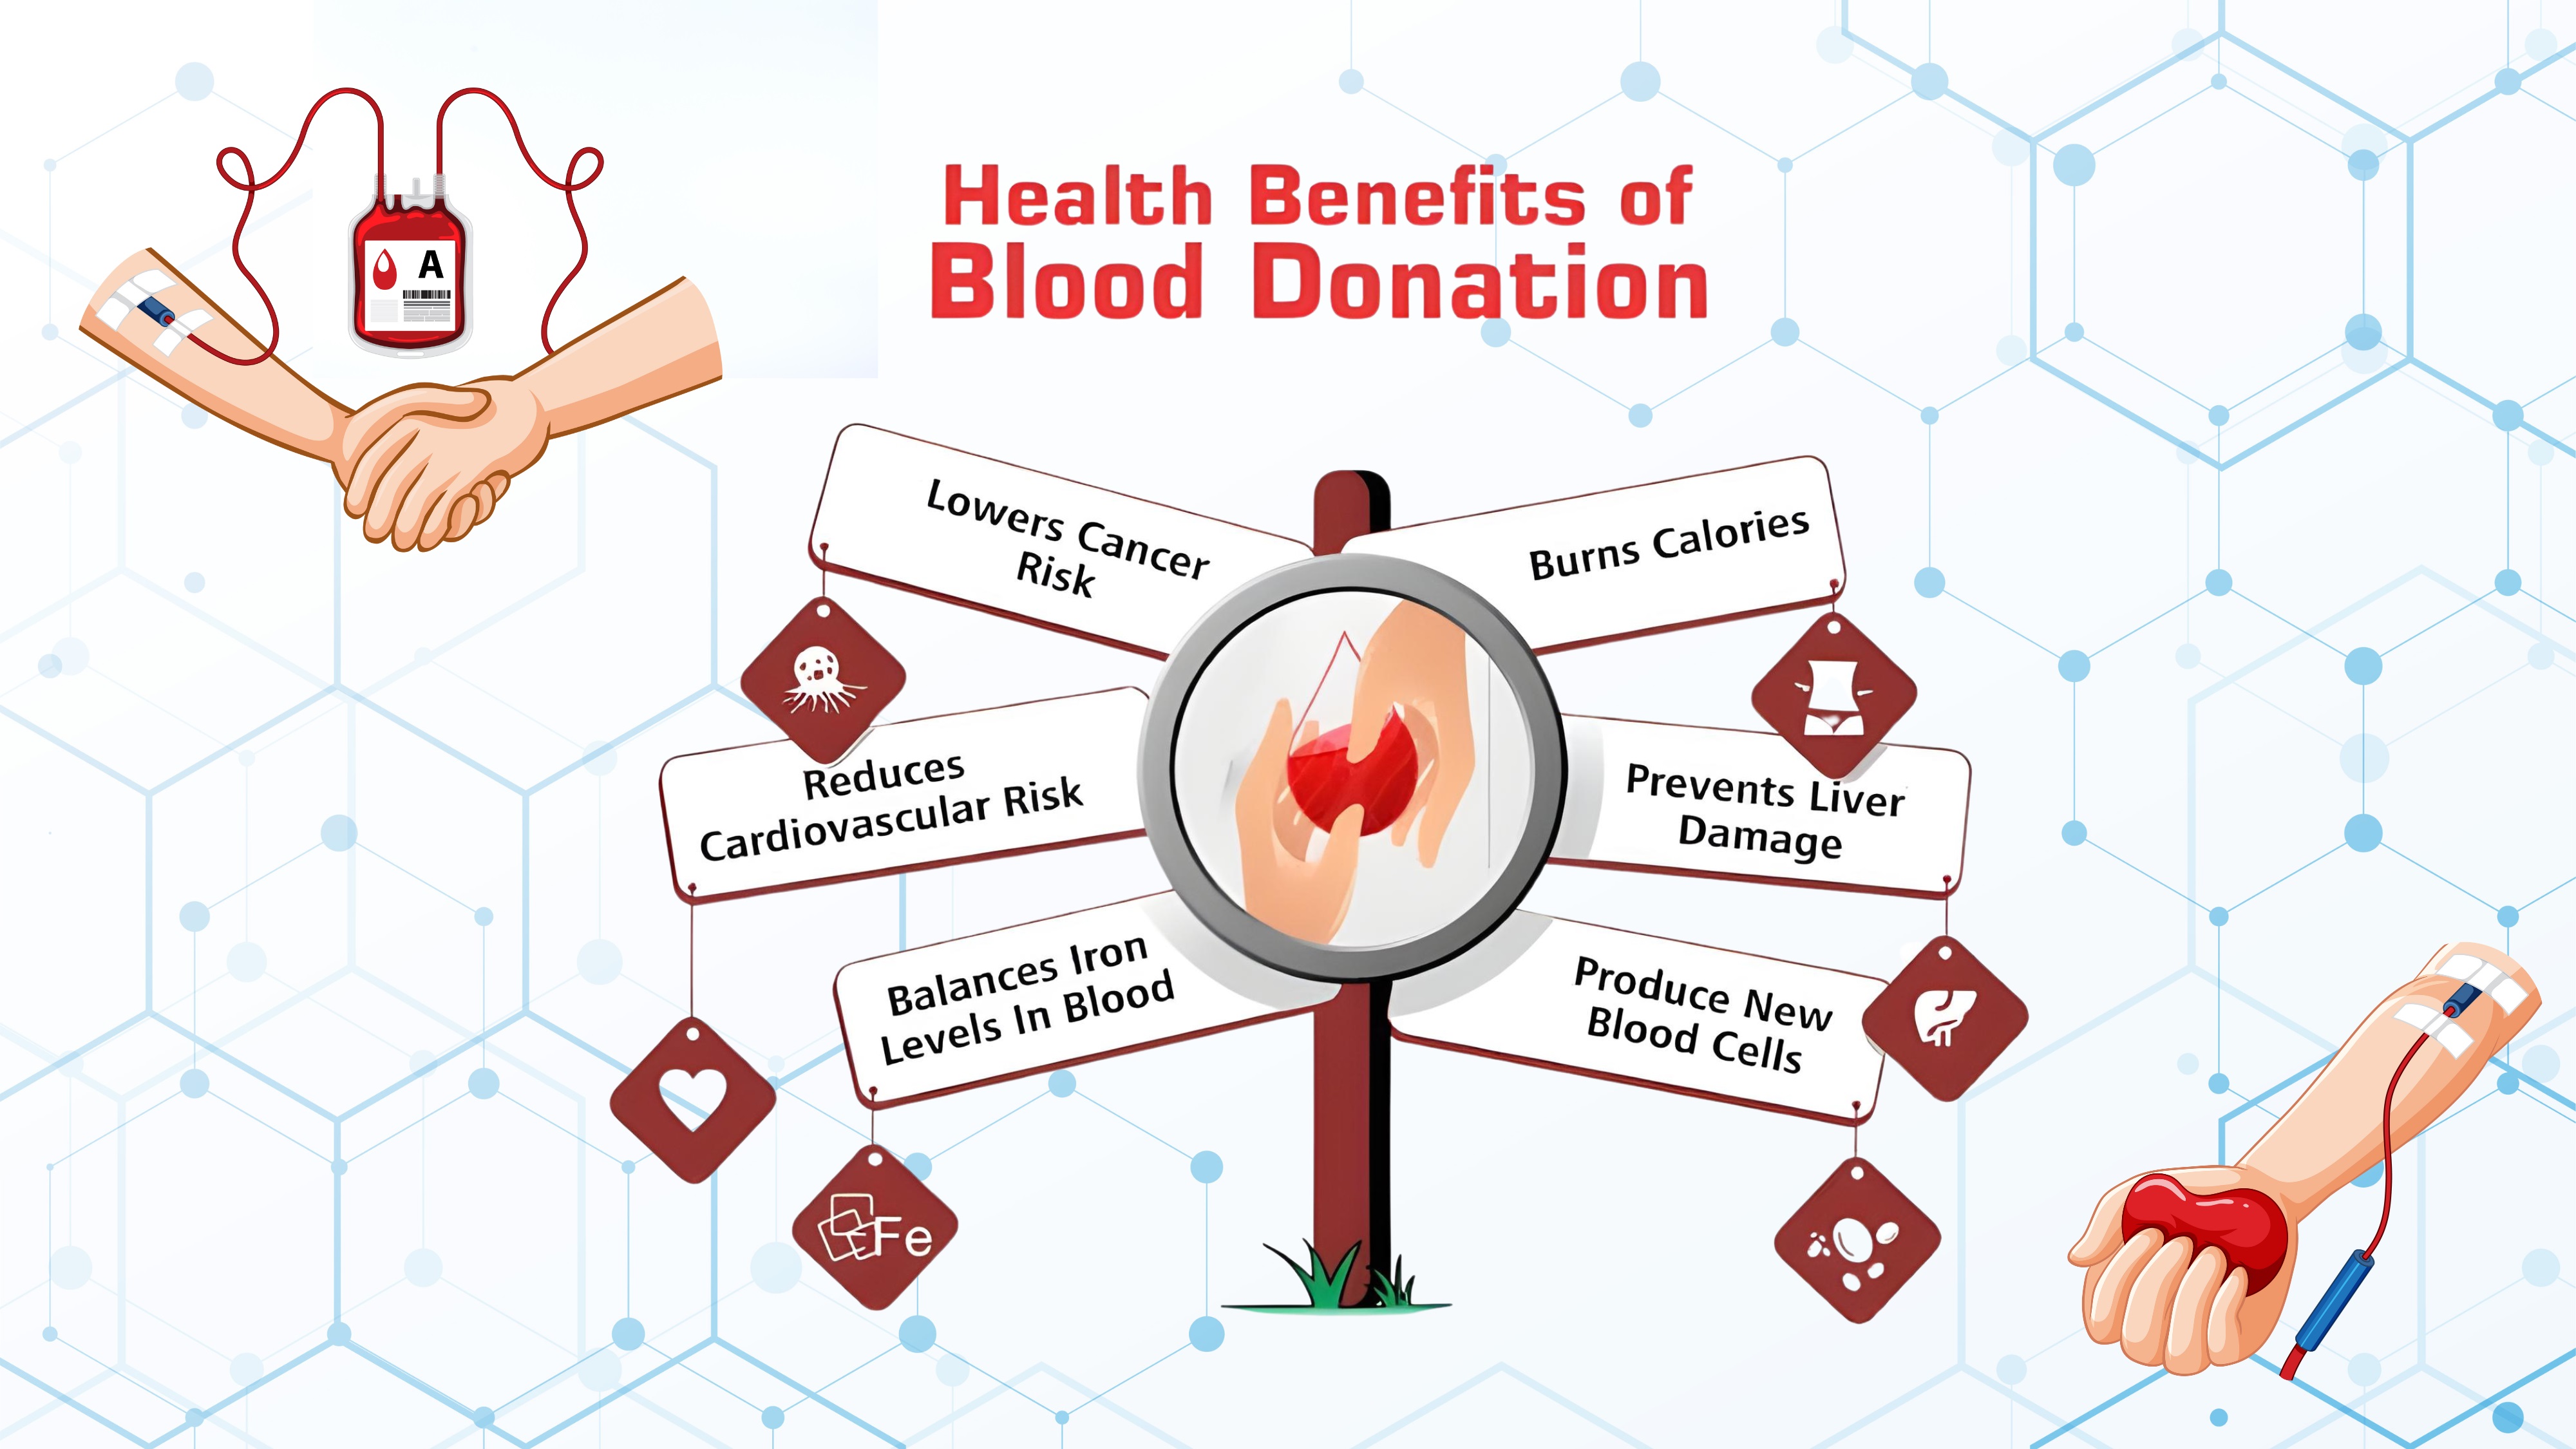 Health Benefits of
Blood Donation
A
Lowers Cancer
Risk
Burns Calories
Reduces
Cardiovascular Risk
Prevents Liver
Damage
Balances Iron
Levels In Blood
Produce New
Blood Cells
Fe